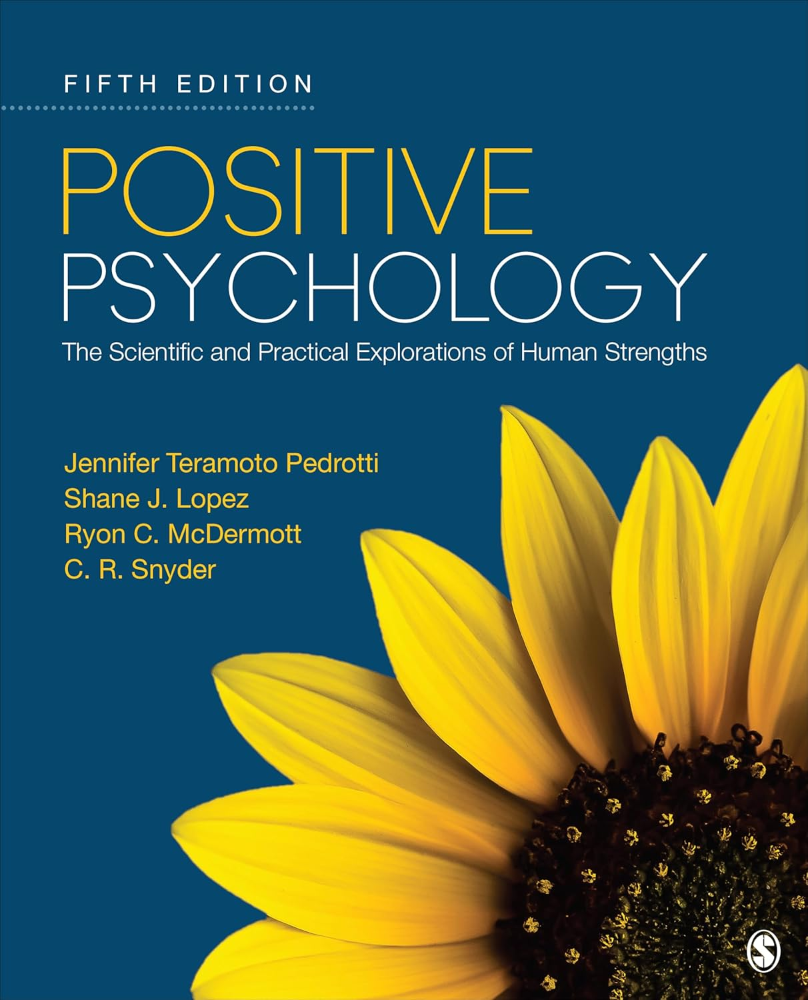 FIFTH EDITION
POSITIVE
PSYCHOLOGY
The Scientific and Practical Explorations of Human Strengths
Jennifer Teramoto Pedrotti
Shane J. Lopez
Ryon C. McDermott
C. R. Snyder
S